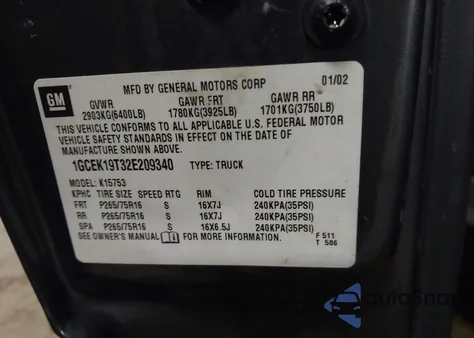 GM
MFD BY GENERAL MOTORS CORP 01/02
GVWR GAWR FRT GAWR RR
2903KG(6400LB) 1780KG(3925LB) 1701KG(3750LB)
THIS VEHICLE CONFORMS TO ALL APPLICABLE U.S. FEDERAL MOTOR
VEHICLE SAFETY STANDARDS IN EFFECT ON THE DATE OF
MANUFACTURE SHOWN ABOVE.
1GCEK19T32E209340 TYPE: TRUCK
MODEL: K15753
KPHC TIRE SIZE SPEED RTG RIM COLD TIRE PRESSURE
FRT P265/75R16 S 16X7J 240KPA(35PSI)
RR P265/75R16 S 16X7J 240KPA(35PSI)
SPA P265/75R16 S 16X6.5J 240KPA(35PSI)
SEE OWNER'S MANUAL FOR MORE INFORMATION. F 511
T 506
autoSnap